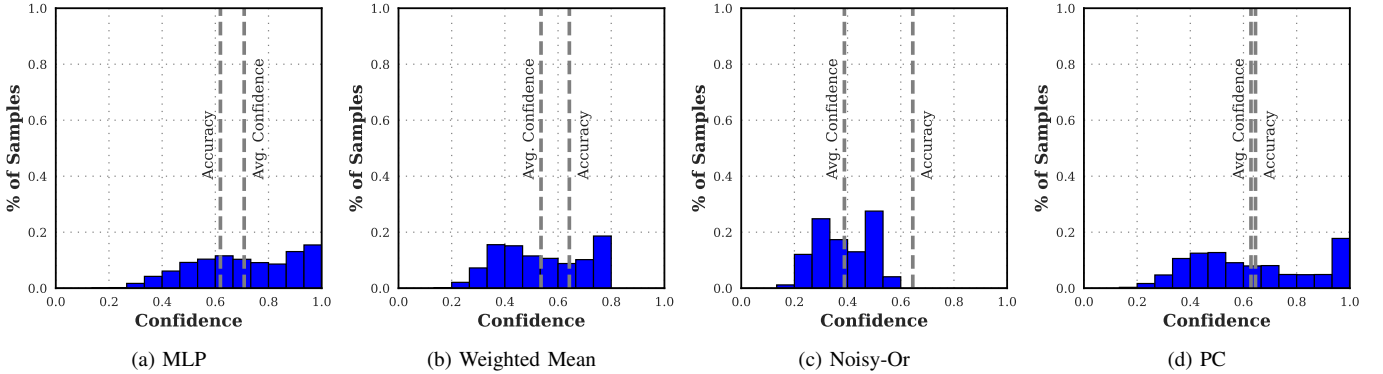 1.0
0.8
0.6
0.4
0.2
0.0
% of Samples
Accuracy
Avg. Confidence
0.0 0.2 0.4 0.6 0.8 1.0
Confidence
(a) MLP
1.0
0.8
0.6
0.4
0.2
0.0
% of Samples
Avg. Confidence
Accuracy
0.0 0.2 0.4 0.6 0.8 1.0
Confidence
(b) Weighted Mean
1.0
0.8
0.6
0.4
0.2
0.0
% of Samples
Avg. Confidence
Accuracy
0.0 0.2 0.4 0.6 0.8 1.0
Confidence
(c) Noisy-Or
1.0
0.8
0.6
0.4
0.2
0.0
% of Samples
Avg. Confidence
Accuracy
0.0 0.2 0.4 0.6 0.8 1.0
Confidence
(d) PC